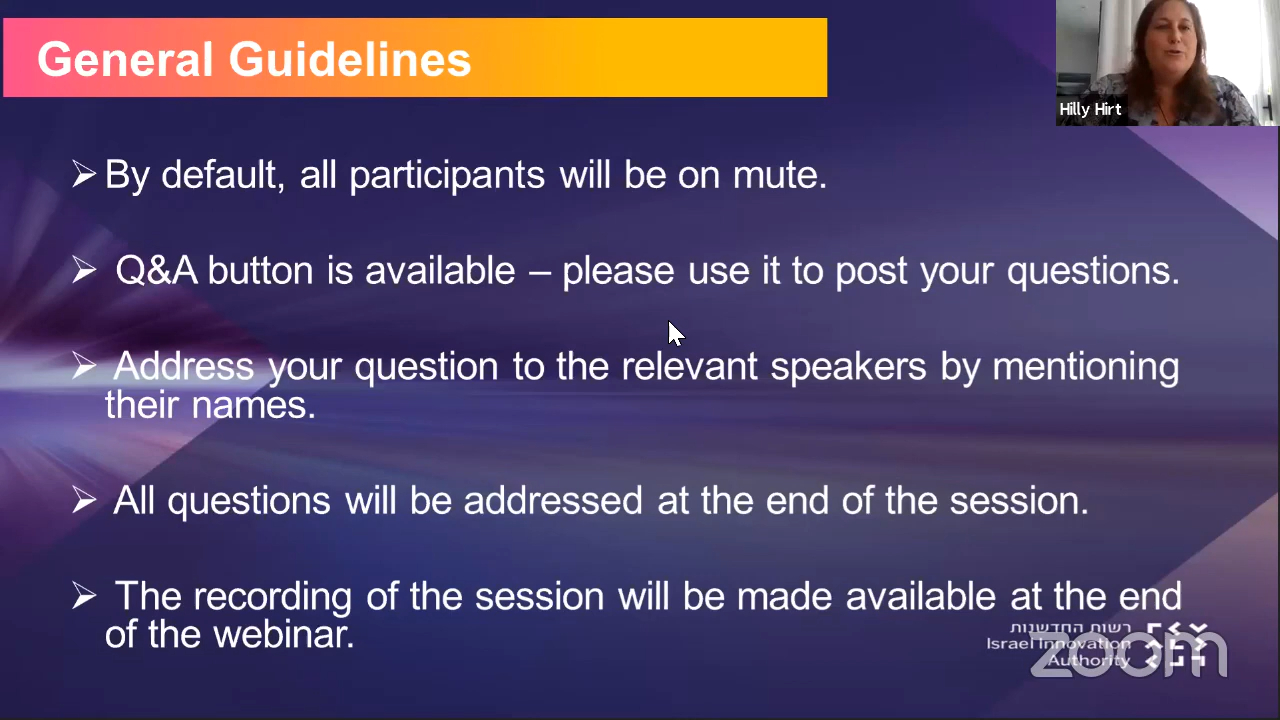 General Guidelines
Hilly Hirt
➢ By default, all participants will be on mute.
➢ Q&A button is available – please use it to post your questions.
➢ Address your question to the relevant speakers by mentioning
their names.
➢ All questions will be addressed at the end of the session.
➢ The recording of the session will be made available at the end
of the webinar.
רשות החדשנות
Israel Innovation
Authority
zoom